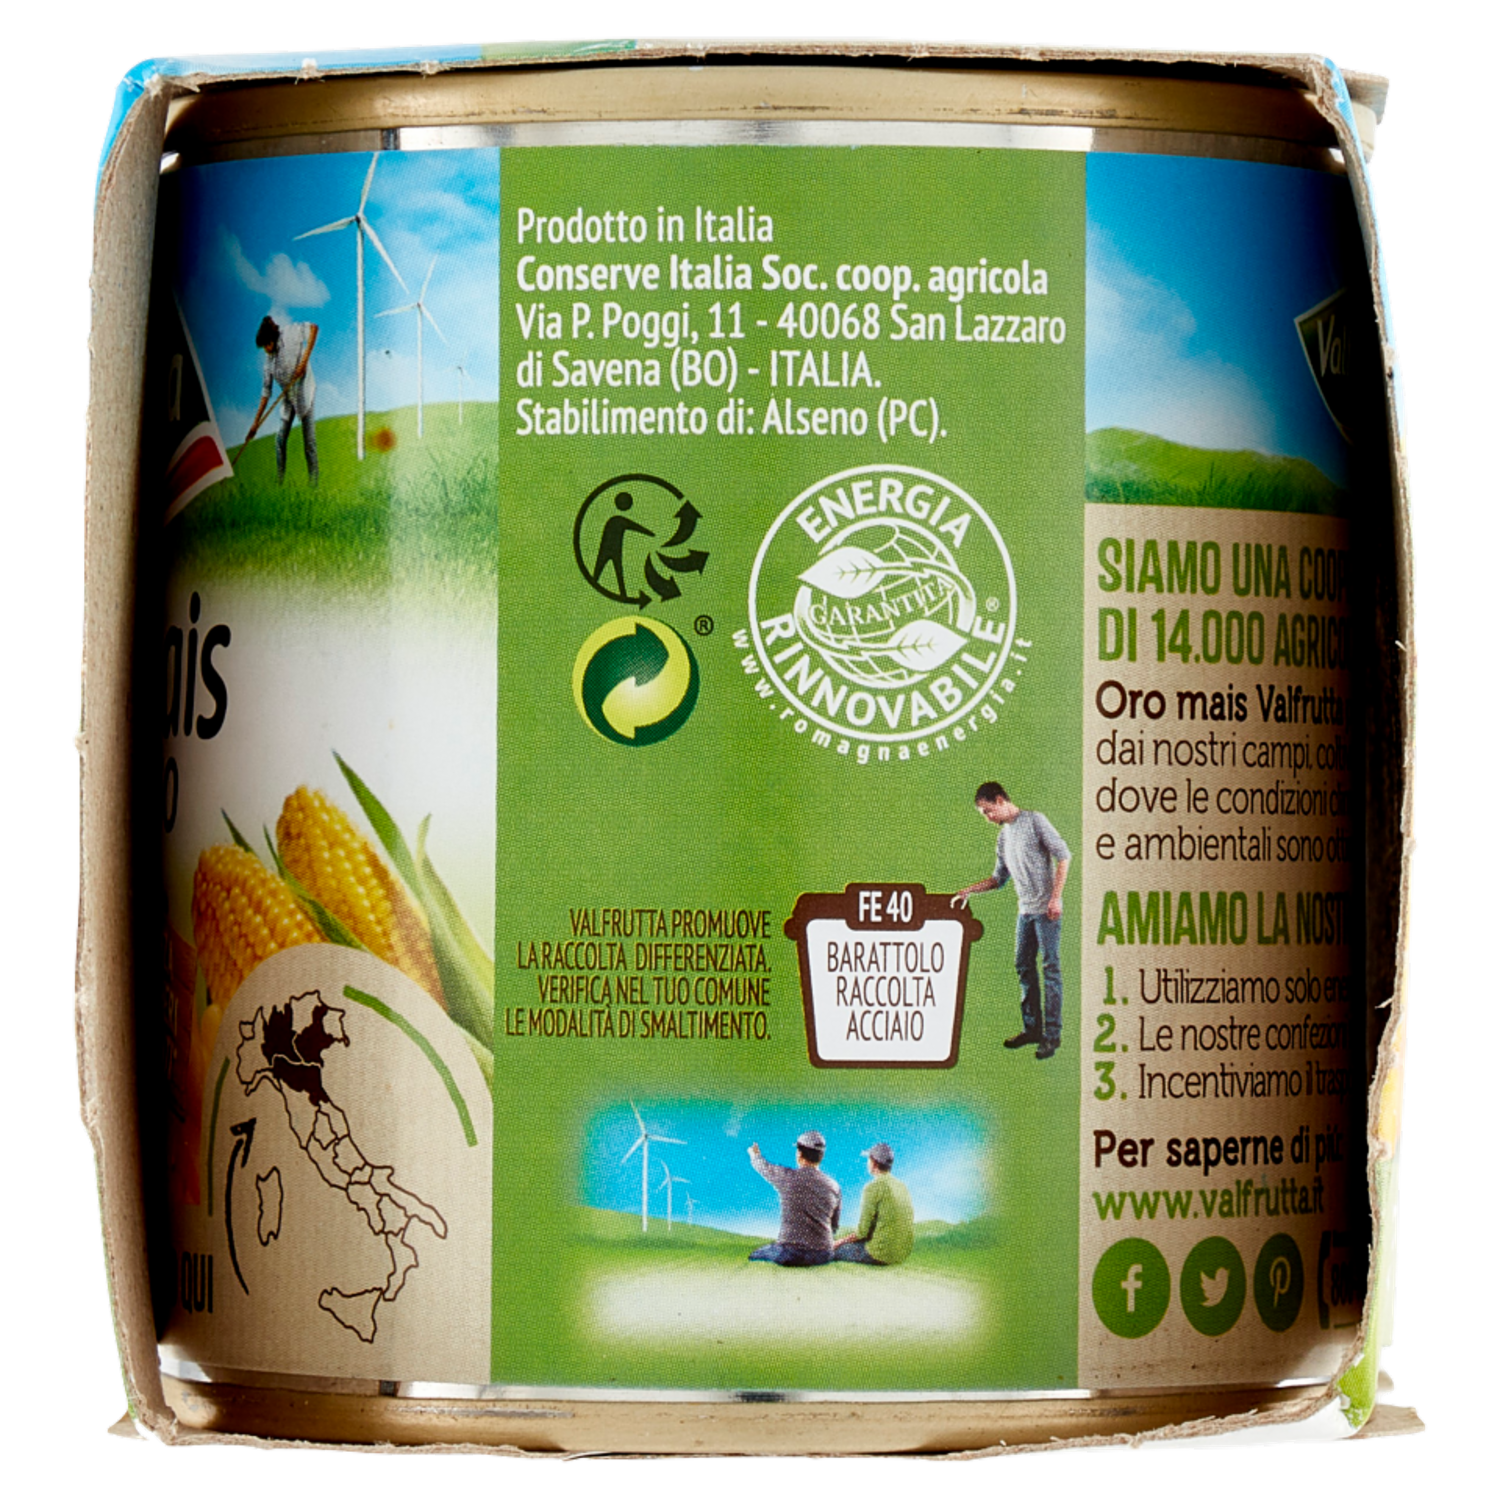 Prodotto in Italia
Conserve Italia Soc. coop. agricola
Via P. Poggi, 11 - 40068 San Lazzaro
di Savena (BO) - ITALIA.
Stabilimento di: Alseno (PC).
ENERGIA
RINNOVABILE®
GARANTITA
www.romagnaenergia.it
®
VALFRUTTA PROMUOVE
LA RACCOLTA DIFFERENZIATA.
VERIFICA NEL TUO COMUNE
LE MODALITÀ DI SMALTIMENTO.
FE 40
BARATTOLO
RACCOLTA
ACCIAIO
QUI
SIAMO UNA
DI 14.000
Oro mais Valfrutta
dai nostri campi,
dove le condizioni
e ambientali sono
AMIAMO LA
1. Utilizziamo solo
2. Le nostre
3. Incentiviamo il
Per saperne di più:
www.valfrutta.it